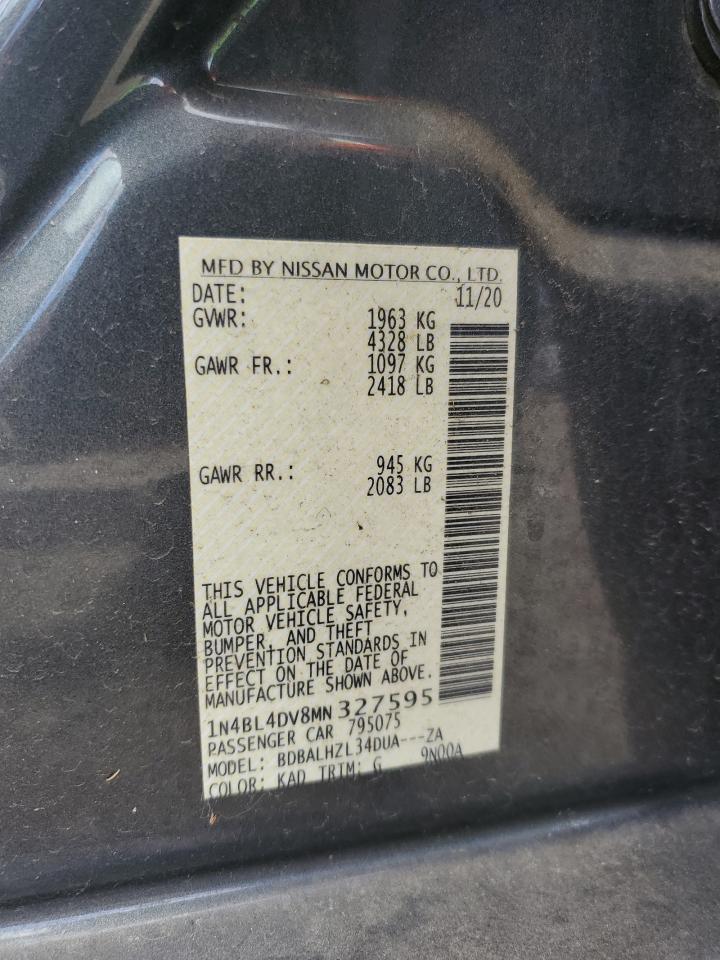 MFD BY NISSAN MOTOR CO., LTD.
DATE: 11/20
GVWR: 1963 KG
4328 LB
GAWR FR.: 1097 KG
2418 LB
GAWR RR.: 945 KG
2083 LB
THIS VEHICLE CONFORMS TO
ALL APPLICABLE FEDERAL
MOTOR VEHICLE SAFETY,
BUMPER, AND THEFT
PREVENTION STANDARDS IN
EFFECT ON THE DATE OF
MANUFACTURE SHOWN ABOVE.
1N4BL4DV8MN327595
PASSENGER CAR 795075
MODEL: BDBALHZL34DUA---ZA
COLOR: KAD TRIM: G 9N00A